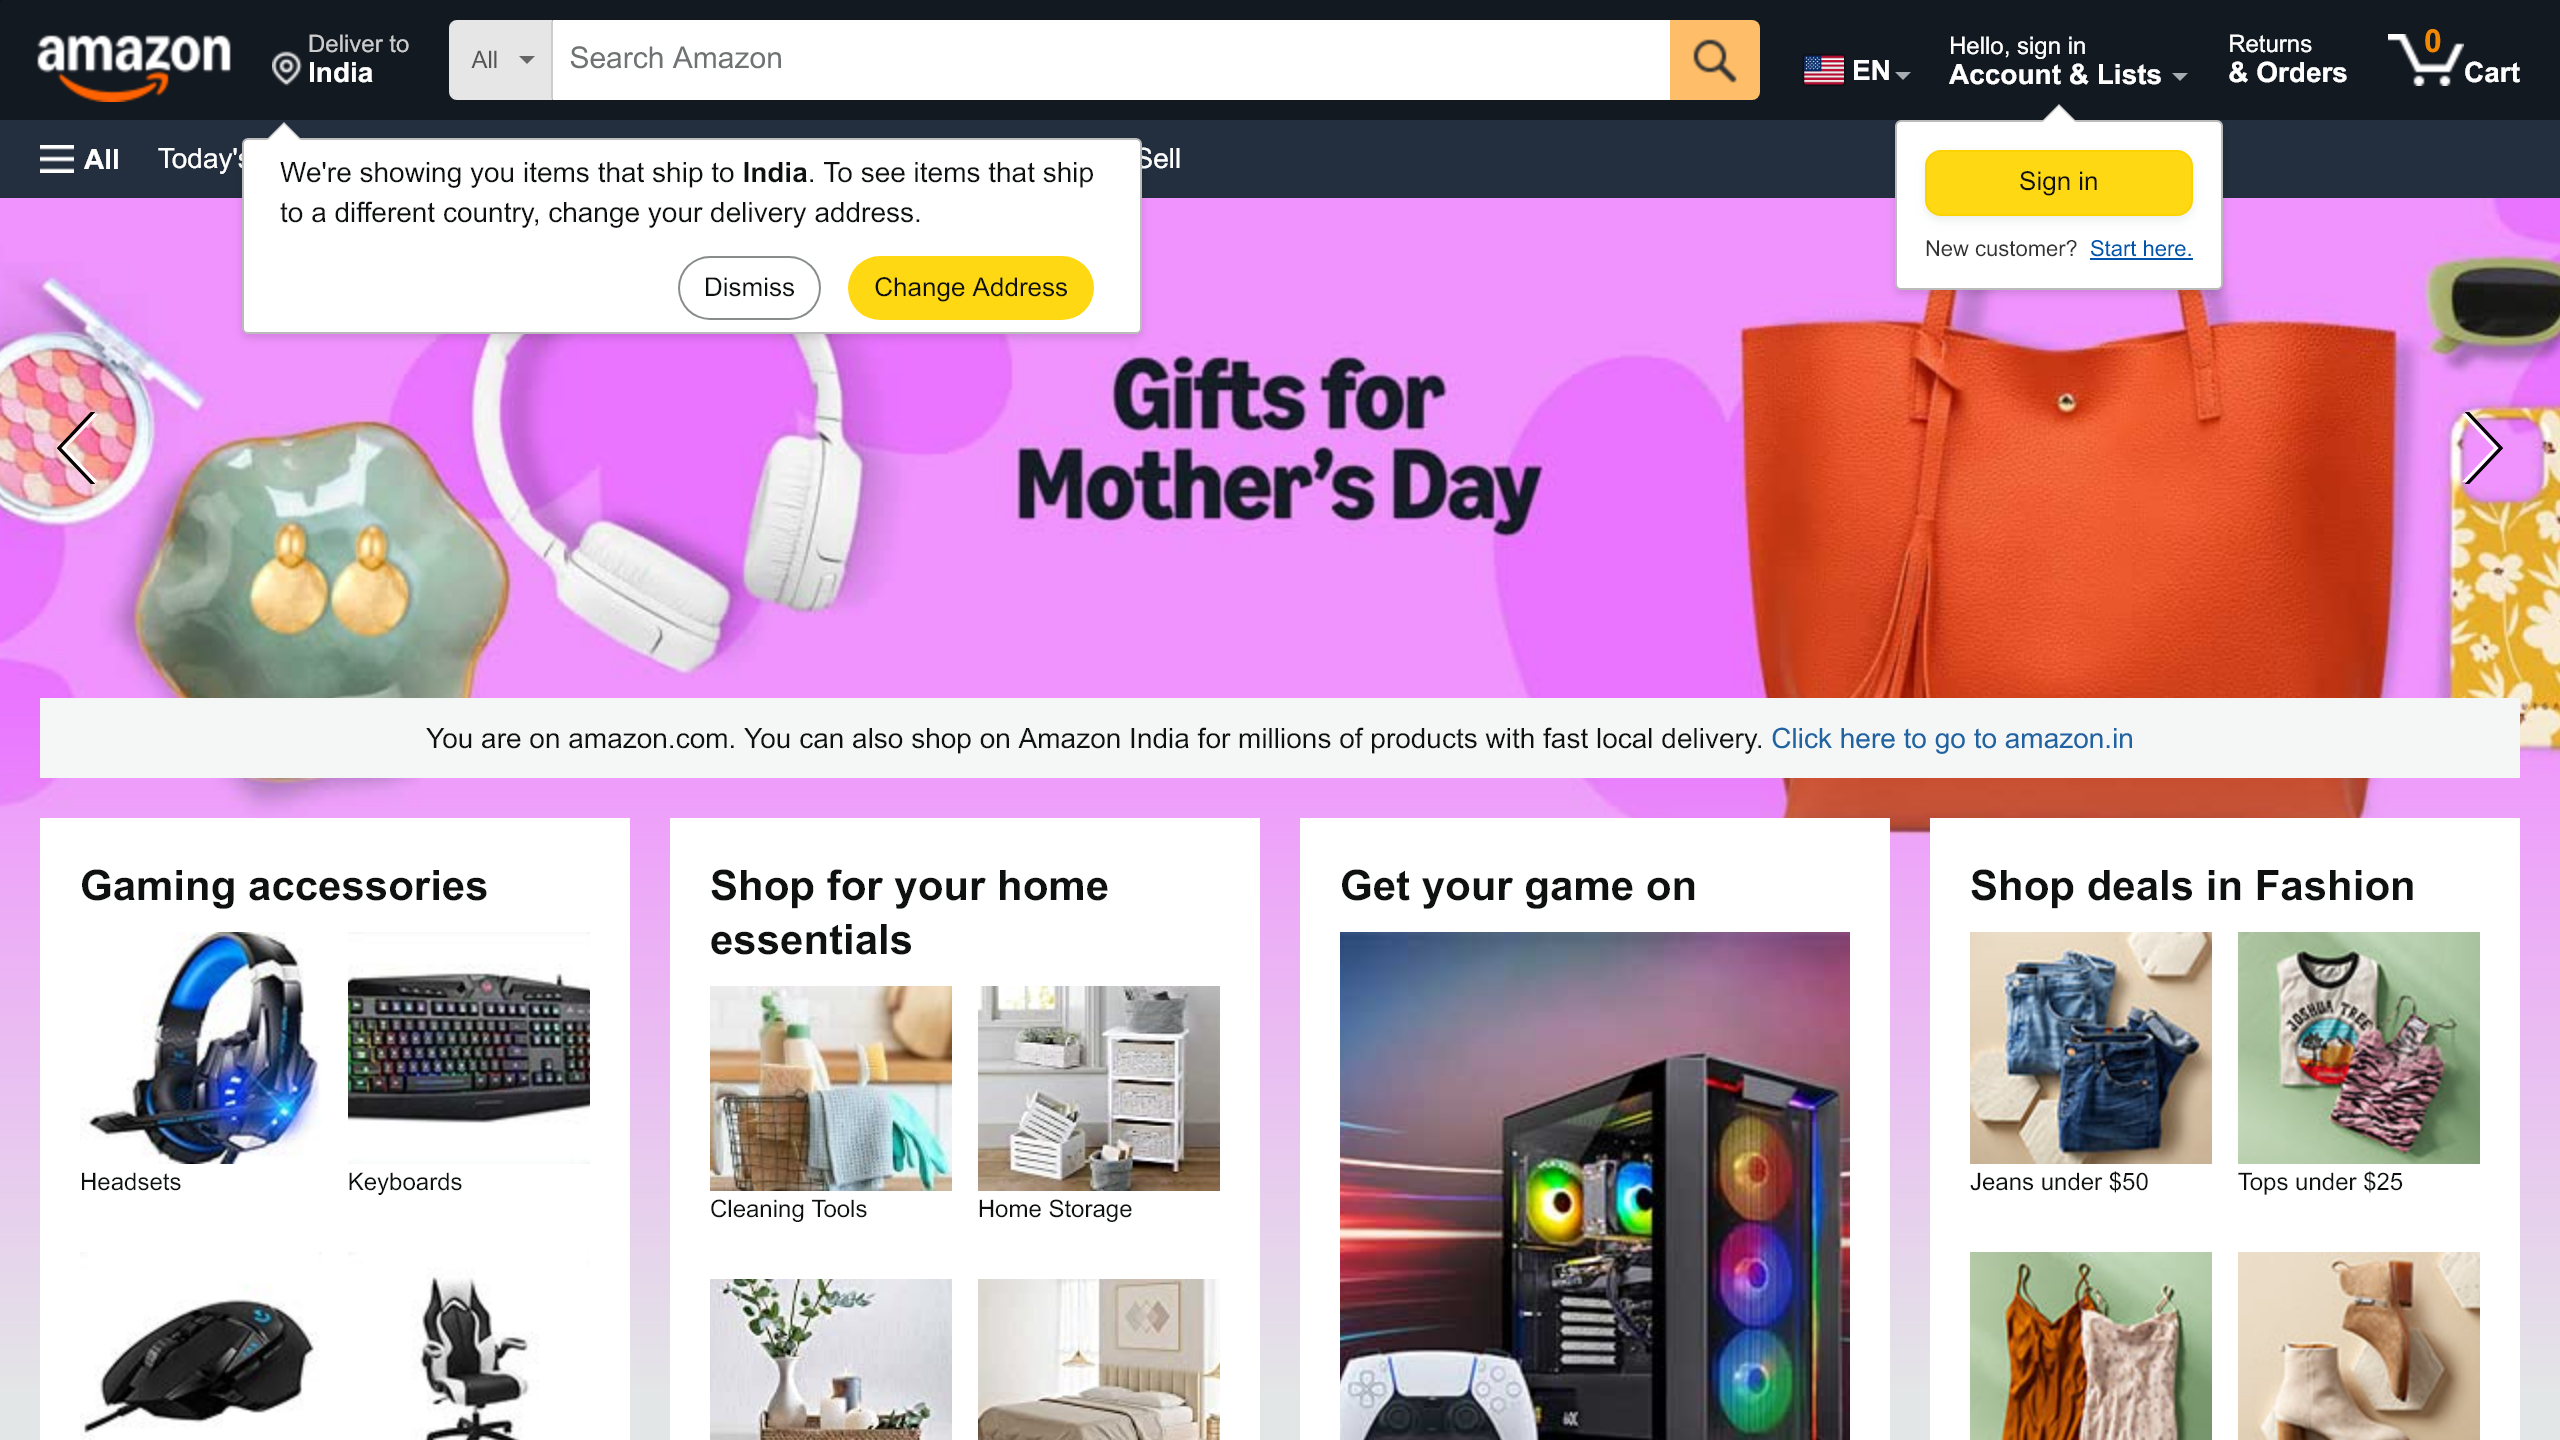 amazon
Deliver to
India
All
Search Amazon
EN
Hello, sign in
Account & Lists
Returns
& Orders
0
Cart
All
Today's
Sell
We're showing you items that ship to India. To see items that ship
to a different country, change your delivery address.
Dismiss
Change Address
Sign in
New customer? Start here.
Gifts for
Mother's Day
You are on amazon.com. You can also shop on Amazon India for millions of products with fast local delivery. Click here to go to amazon.in
Gaming accessories
Headsets
Keyboards
Shop for your home
essentials
Cleaning Tools
Home Storage
Get your game on
Shop deals in Fashion
JOSHUA TREE
Jeans under $50
Tops under $25